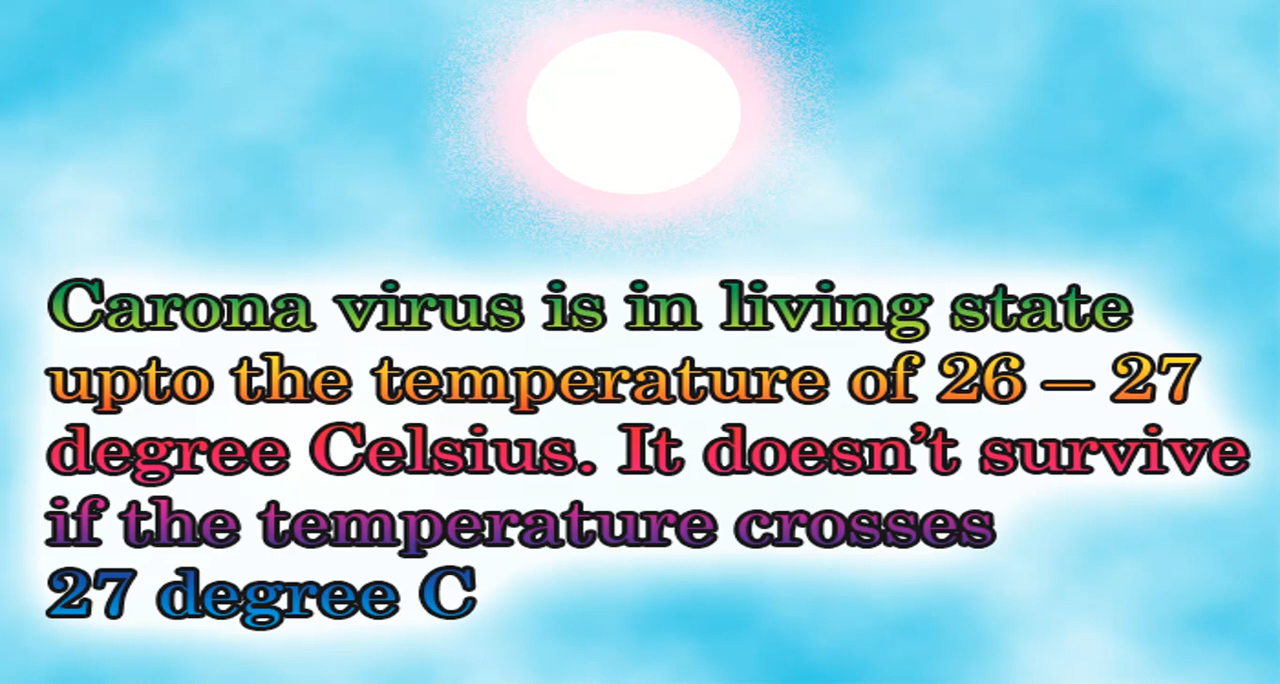 Carona virus is in living state
upto the temperature of 26 – 27
degree Celsius. It doesn’t survive
if the temperature crosses
27 degree C